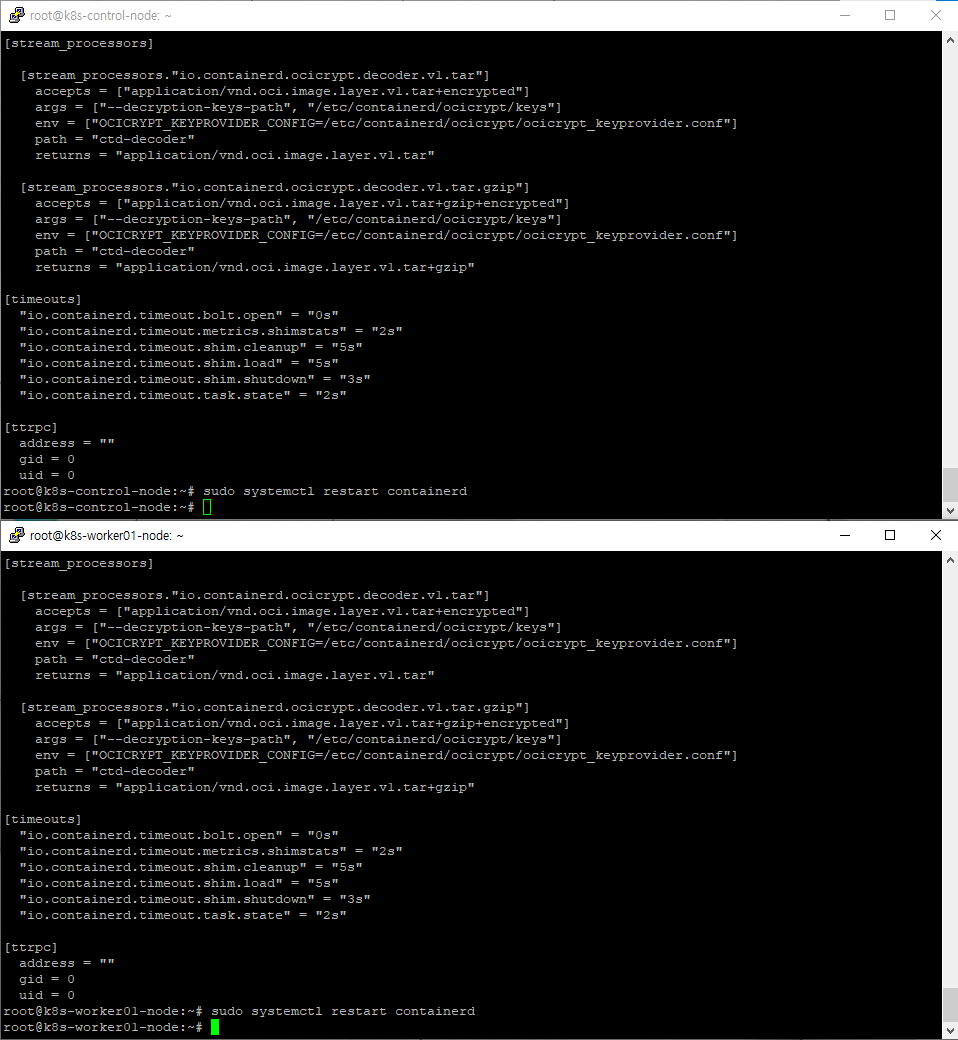 root@k8s-control-node: ~
[stream_processors]
[stream_processors."io.containerd.ocicrypt.decoder.v1.tar"]
accepts = ["application/vnd.oci.image.layer.v1.tar+encrypted"]
args = ["--decryption-keys-path", "/etc/containerd/ocicrypt/keys"]
env = ["OCICRYPT_KEYPROVIDER_CONFIG=/etc/containerd/ocicrypt/ocicrypt_keyprovider.conf"]
path = "ctd-decoder"
returns = "application/vnd.oci.image.layer.v1.tar"
[stream_processors."io.containerd.ocicrypt.decoder.v1.tar.gzip"]
accepts = ["application/vnd.oci.image.layer.v1.tar+gzip+encrypted"]
args = ["--decryption-keys-path", "/etc/containerd/ocicrypt/keys"]
env = ["OCICRYPT_KEYPROVIDER_CONFIG=/etc/containerd/ocicrypt/ocicrypt_keyprovider.conf"]
path = "ctd-decoder"
returns = "application/vnd.oci.image.layer.v1.tar+gzip"
[timeouts]
"io.containerd.timeout.bolt.open" = "0s"
"io.containerd.timeout.metrics.shimstats" = "2s"
"io.containerd.timeout.shim.cleanup" = "5s"
"io.containerd.timeout.shim.load" = "5s"
"io.containerd.timeout.shim.shutdown" = "3s"
"io.containerd.timeout.task.state" = "2s"
[ttrpc]
address = ""
gid = 0
uid = 0
root@k8s-control-node:~# sudo systemctl restart containerd
root@k8s-control-node:~#
root@k8s-worker01-node: ~
[stream_processors]
[stream_processors."io.containerd.ocicrypt.decoder.v1.tar"]
accepts = ["application/vnd.oci.image.layer.v1.tar+encrypted"]
args = ["--decryption-keys-path", "/etc/containerd/ocicrypt/keys"]
env = ["OCICRYPT_KEYPROVIDER_CONFIG=/etc/containerd/ocicrypt/ocicrypt_keyprovider.conf"]
path = "ctd-decoder"
returns = "application/vnd.oci.image.layer.v1.tar"
[stream_processors."io.containerd.ocicrypt.decoder.v1.tar.gzip"]
accepts = ["application/vnd.oci.image.layer.v1.tar+gzip+encrypted"]
args = ["--decryption-keys-path", "/etc/containerd/ocicrypt/keys"]
env = ["OCICRYPT_KEYPROVIDER_CONFIG=/etc/containerd/ocicrypt/ocicrypt_keyprovider.conf"]
path = "ctd-decoder"
returns = "application/vnd.oci.image.layer.v1.tar+gzip"
[timeouts]
"io.containerd.timeout.bolt.open" = "0s"
"io.containerd.timeout.metrics.shimstats" = "2s"
"io.containerd.timeout.shim.cleanup" = "5s"
"io.containerd.timeout.shim.load" = "5s"
"io.containerd.timeout.shim.shutdown" = "3s"
"io.containerd.timeout.task.state" = "2s"
[ttrpc]
address = ""
gid = 0
uid = 0
root@k8s-worker01-node:~# sudo systemctl restart containerd
root@k8s-worker01-node:~#